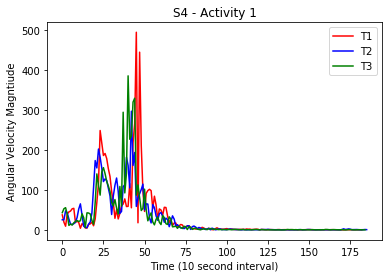 S4 - Activity 1
T1
T2
T3
Angular Velocity Magntiude
500
400
300
200
100
0
0 25 50 75 100 125 150 175
Time (10 second interval)